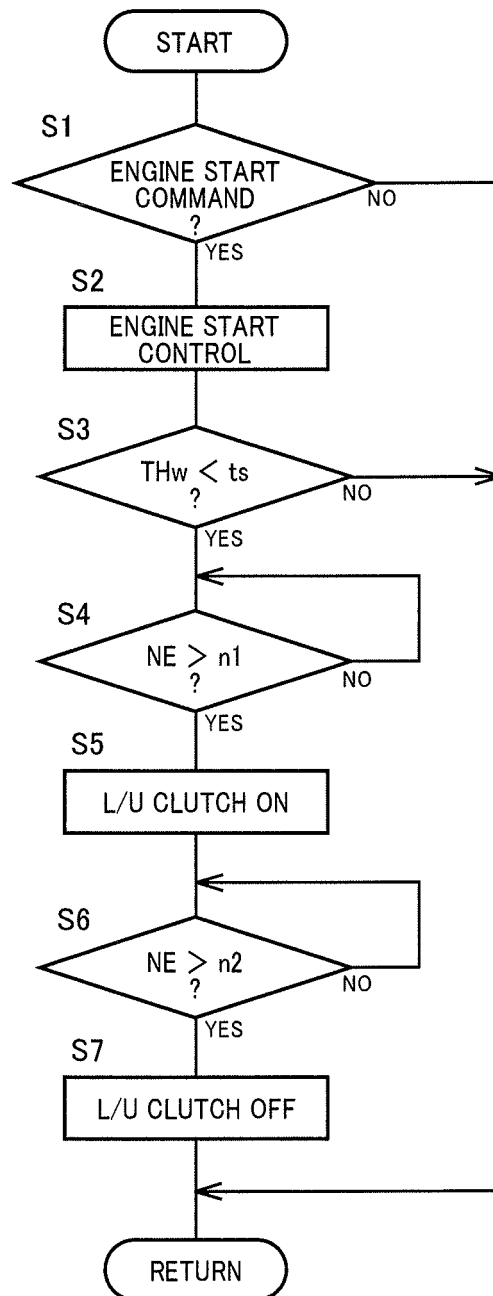 START
S1
ENGINE START
COMMAND
?
NO
YES
S2
ENGINE START
CONTROL
S3
THw < ts
?
NO
YES
S4
NE > n1
?
NO
YES
S5
L/U CLUTCH ON
S6
NE > n2
?
NO
YES
S7
L/U CLUTCH OFF
RETURN